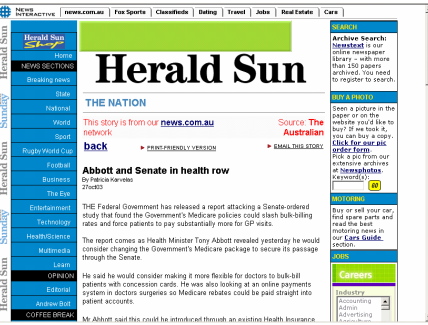 NEWS INTERACTIVE
news.com.au | Fox Sports | Classifieds | Dating | Travel | Jobs | Real Estate | Cars
Herald Sun
Shop
Home
NEWS SECTIONS
Breaking news
State
National
World
Sport
Rugby World Cup
Football
Business
The Eye
Entertainment
Technology
Health/Science
Multimedia
Learn
OPINION
Editorial
Andrew Bolt
COFFEE BREAK
Herald Sun
Sunday
Herald Sun
Sunday
Herald Sun
Herald Sun
THE NATION
This story is from our news.com.au
network
Source: The
Australian
back
PRINT-FRIENDLY VERSION
EMAIL THIS STORY
Abbott and Senate in health row
By Patricia Karvelas
27oct03
THE Federal Government has released a report attacking a Senate-ordered
study that found the Government's Medicare policies could slash bulk-billing
rates and force patients to pay substantially more for GP visits.
The report comes as Health Minister Tony Abbott revealed yesterday he would
consider changing the Government's Medicare package to secure its passage
through the Senate.
He said he would consider making it more flexible for doctors to bulk-bill
patients with concession cards. He was also looking at an online payments
system in doctors surgeries so Medicare rebates could be paid straight into
patient accounts.
Mr Abbott said this could be introduced through an existing Health Insurance
SEARCH
Archive Search:
Newstext is our
online newspaper
library - with more
than 150 papers
archived. You need
to register to search.
BUY A PHOTO
Seen a picture in the
paper or on the
website you'd like to
buy? If we took it,
you can buy a copy.
Click for our pic
order form.
Pick a pic from our
extensive archives
at Newsphotos.
Keyword(s):
GO
MOTORING
Buy or sell your car,
find spare parts and
read the best
motoring news in
our Cars Guide
section.
JOBS
Careers
Industry
Accounting
Admin
Advertising